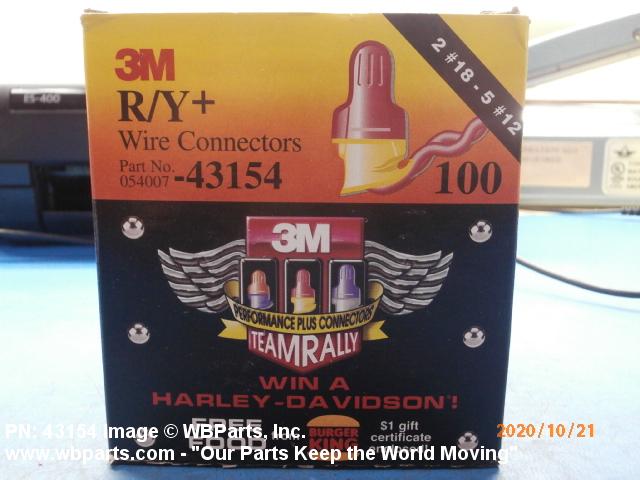 3M
R/Y+
Wire Connectors
Part No.
054007-43154
100
2 #18 - 5 #12
ES-400
3M
PERFORMANCE PLUS CONNECTORS
TEAMRALLY
WIN A
HARLEY-DAVIDSON!
FREE
FOOD
BURGER
KING
$1 gift
certificate
PN: 43154 Image © WBParts, Inc.
2020/10/21
www.wbparts.com - "Our Parts Keep the World Moving"